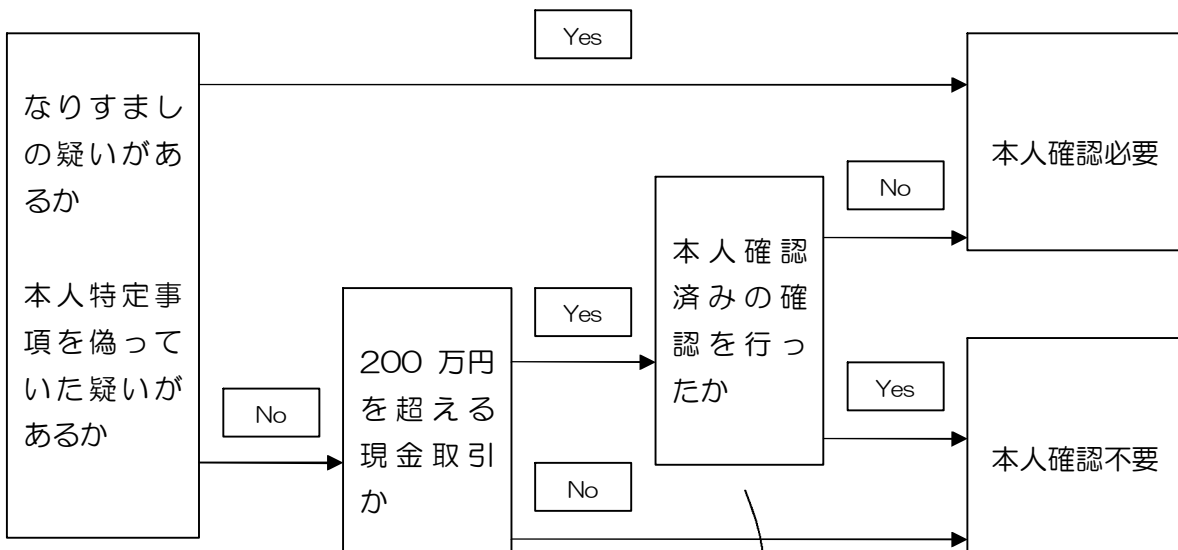 Yes
なりすまし
の疑いがあ
るか
本人特定事
項を偽って
いた疑いが
あるか
No
200 万円
を超える
現金取引
か
Yes
No
本人確認
済みの確
認を行っ
たか
No
Yes
本人確認必要
本人確認不要